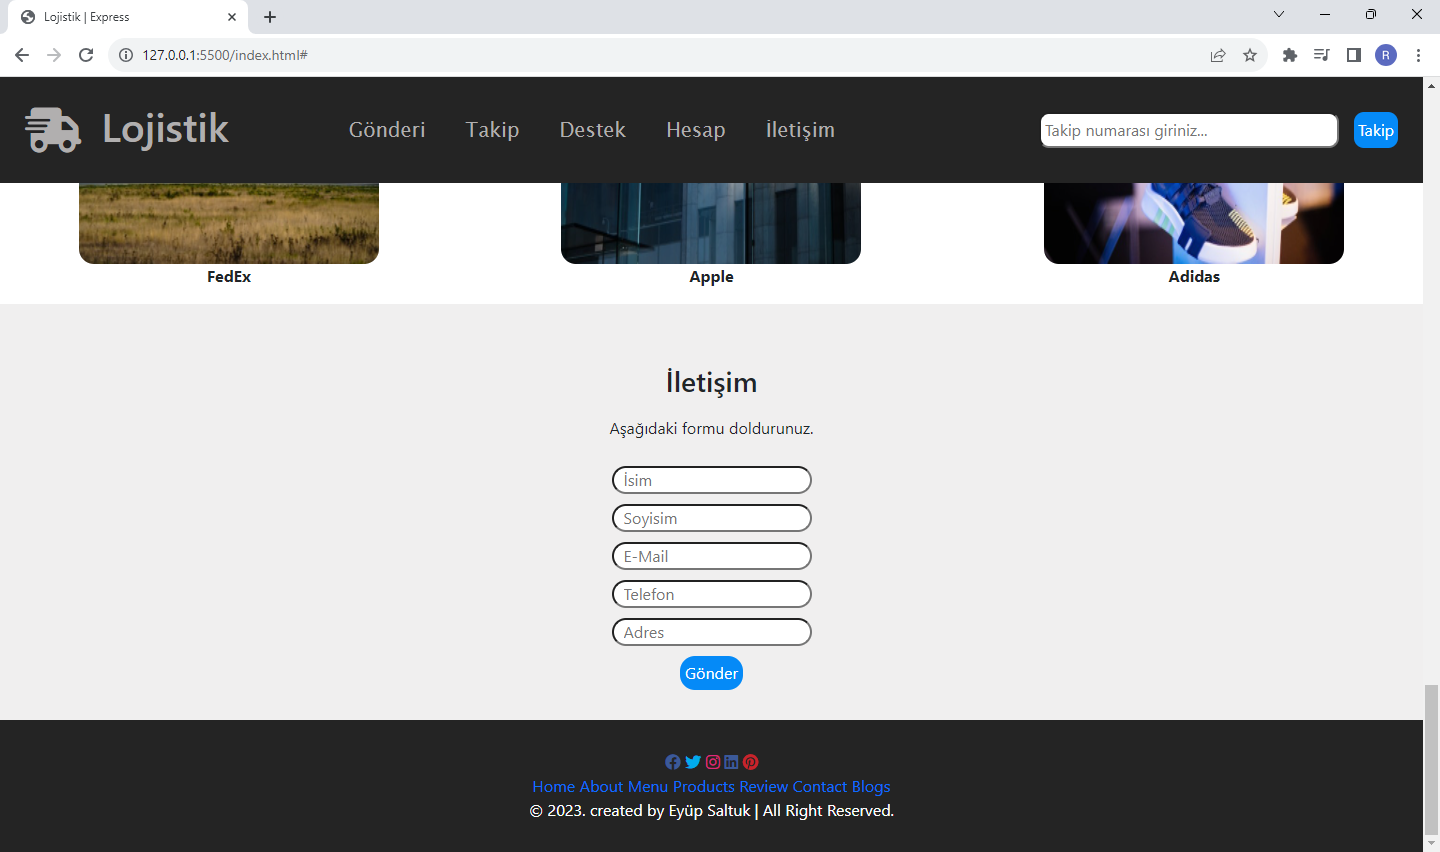 Lojistik | Express
127.0.0.1:5500/index.html#
R
Lojistik
Gönderi Takip Destek Hesap İletişim
Takip numarası giriniz...
Takip
FedEx Apple Adidas
İletişim
Aşağıdaki formu doldurunuz.
İsim
Soyisim
E-Mail
Telefon
Adres
Gönder
Home About Menu Products Review Contact Blogs
© 2023. created by Eyüp Saltuk | All Right Reserved.